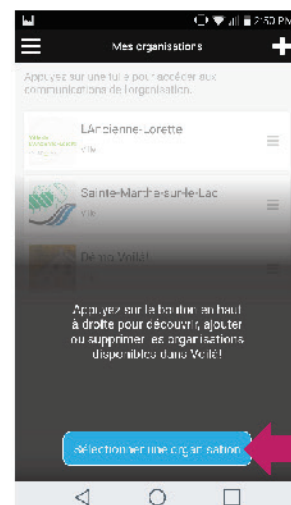 2:50 PM
Mes organisations
Appuyez sur une tuile pour accéder aux
communications de l'organisation.
L'Ancienne-Lorette
Ville
Sainte-Marthe-sur-le-Lac
Ville
Démo Voilà!
Appuyez sur le bouton en haut
à droite pour découvrir, ajouter
ou supprimer les organisations
disponibles dans Voilà!
Sélectionner une organisation